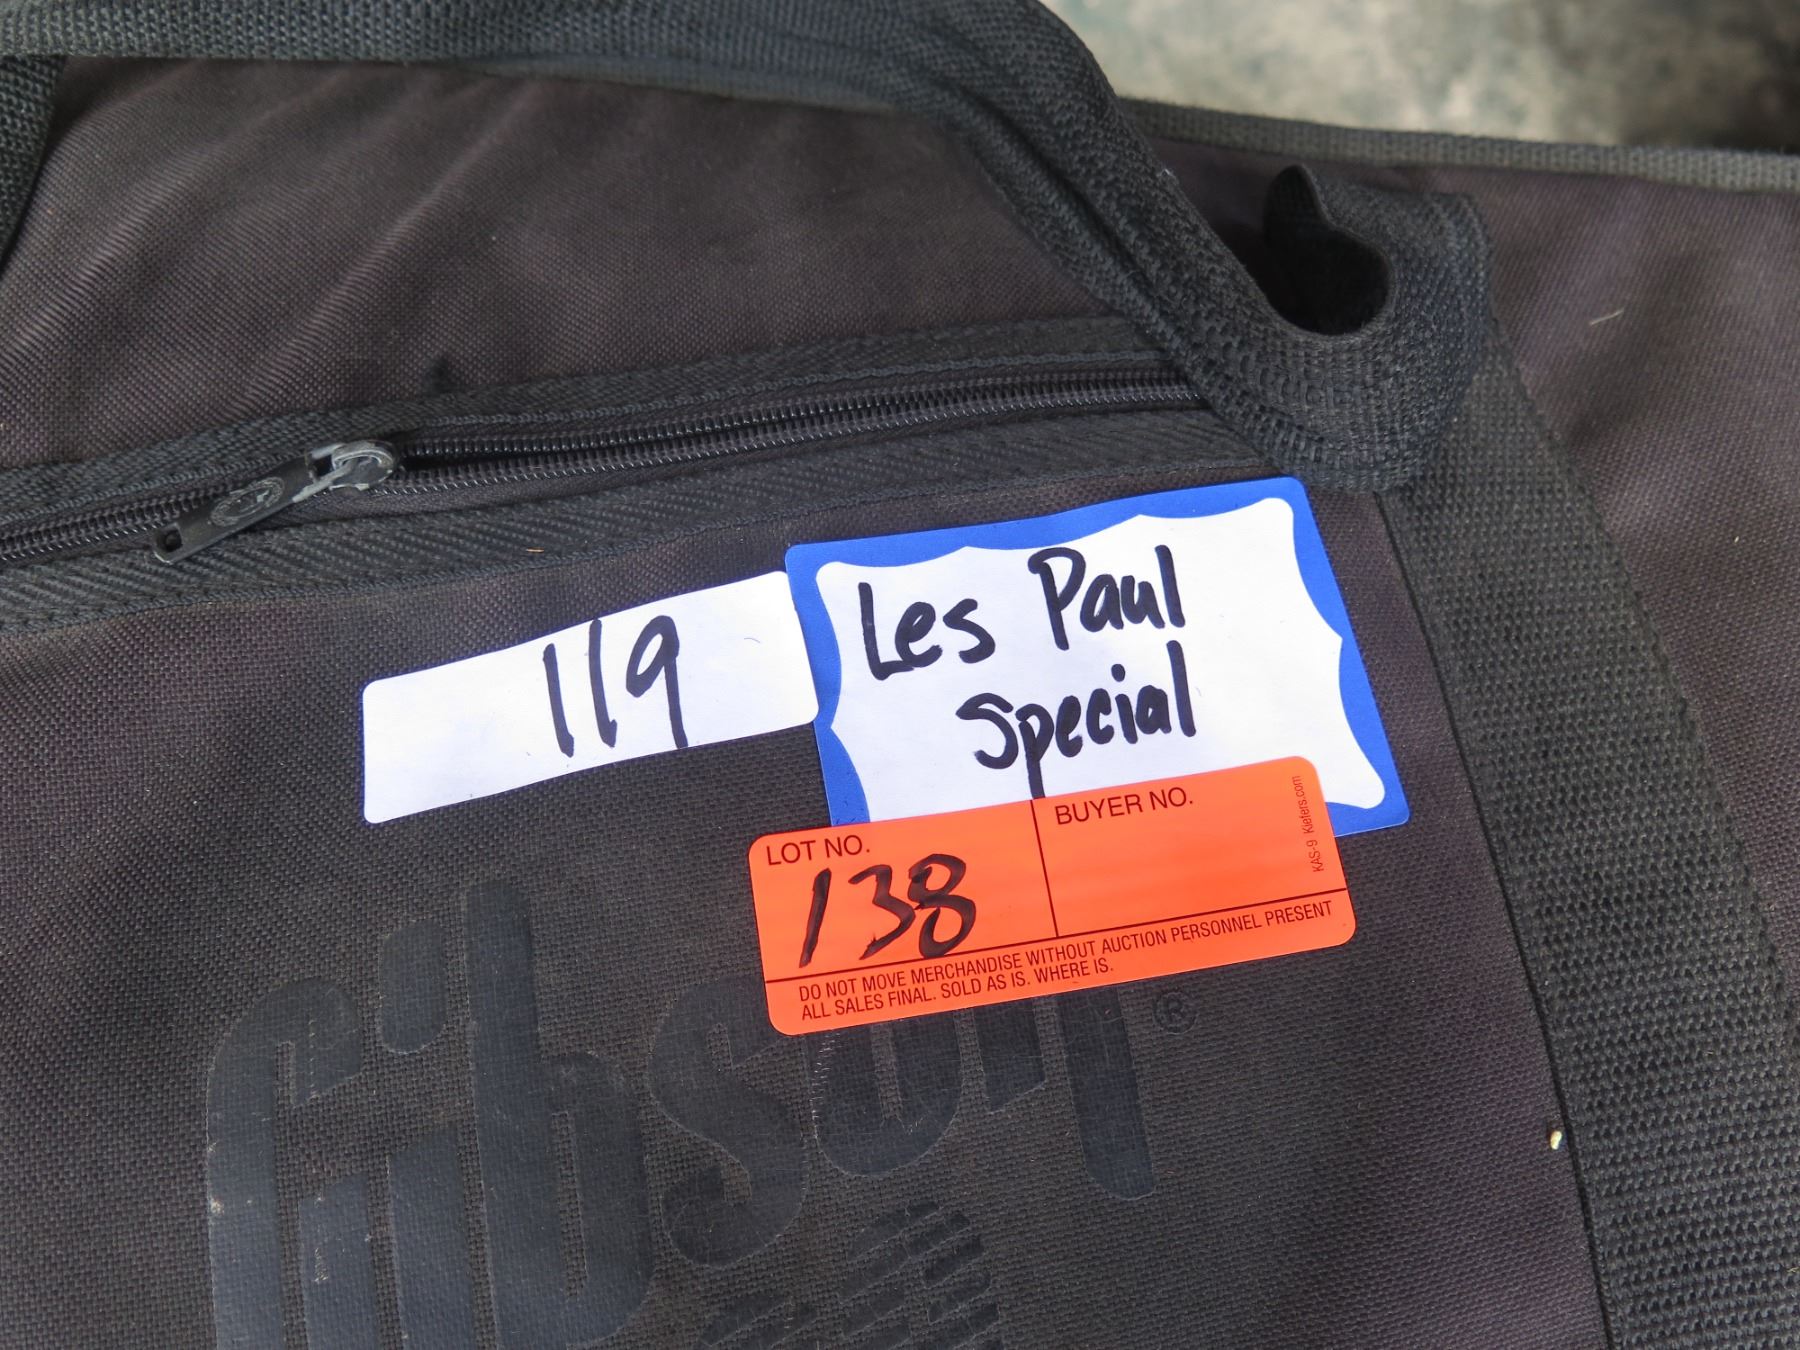 119
Les Paul
Special
LOT NO.
138
BUYER NO.
KAS-9 Kiefers.com
DO NOT MOVE MERCHANDISE WITHOUT AUCTION PERSONNEL PRESENT
ALL SALES FINAL. SOLD AS IS. WHERE IS.
Gibson ®